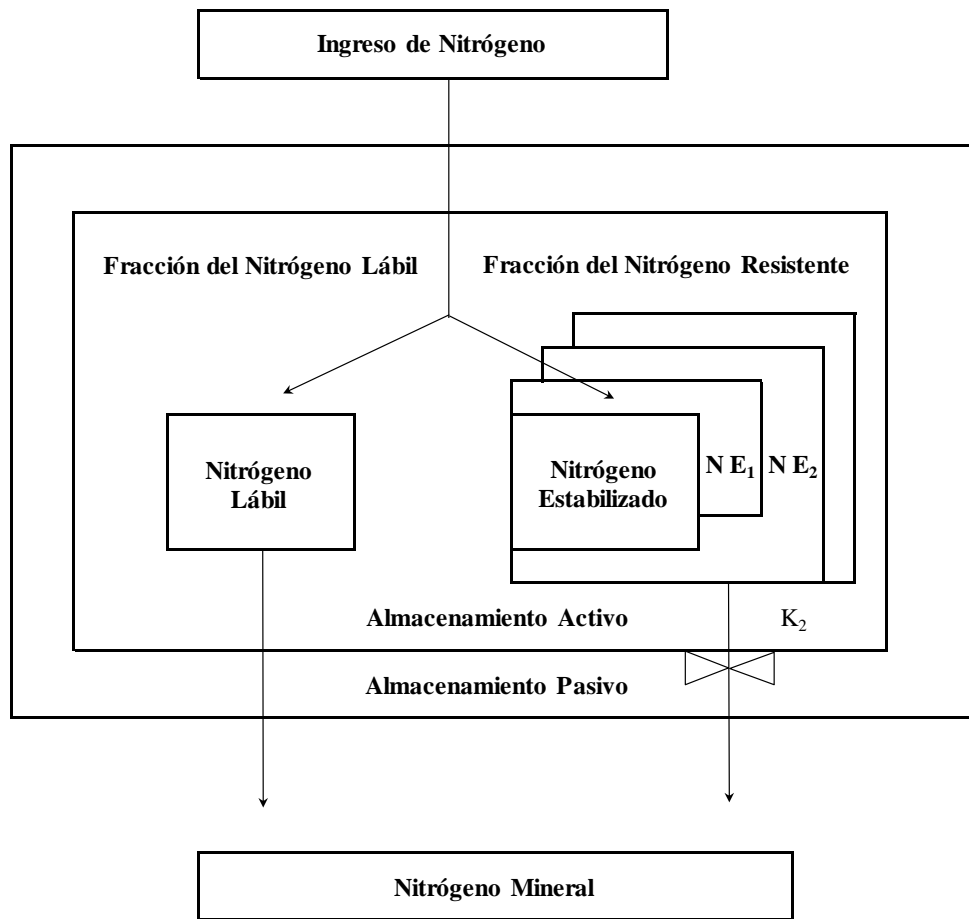 Ingreso de Nitrógeno
Fracción del Nitrógeno Lábil
Fracción del Nitrógeno Resistente
Nitrógeno
Lábil
Nitrógeno
Estabilizado
N E₁
N E₂
Almacenamiento Activo
K₂
Almacenamiento Pasivo
Nitrógeno Mineral